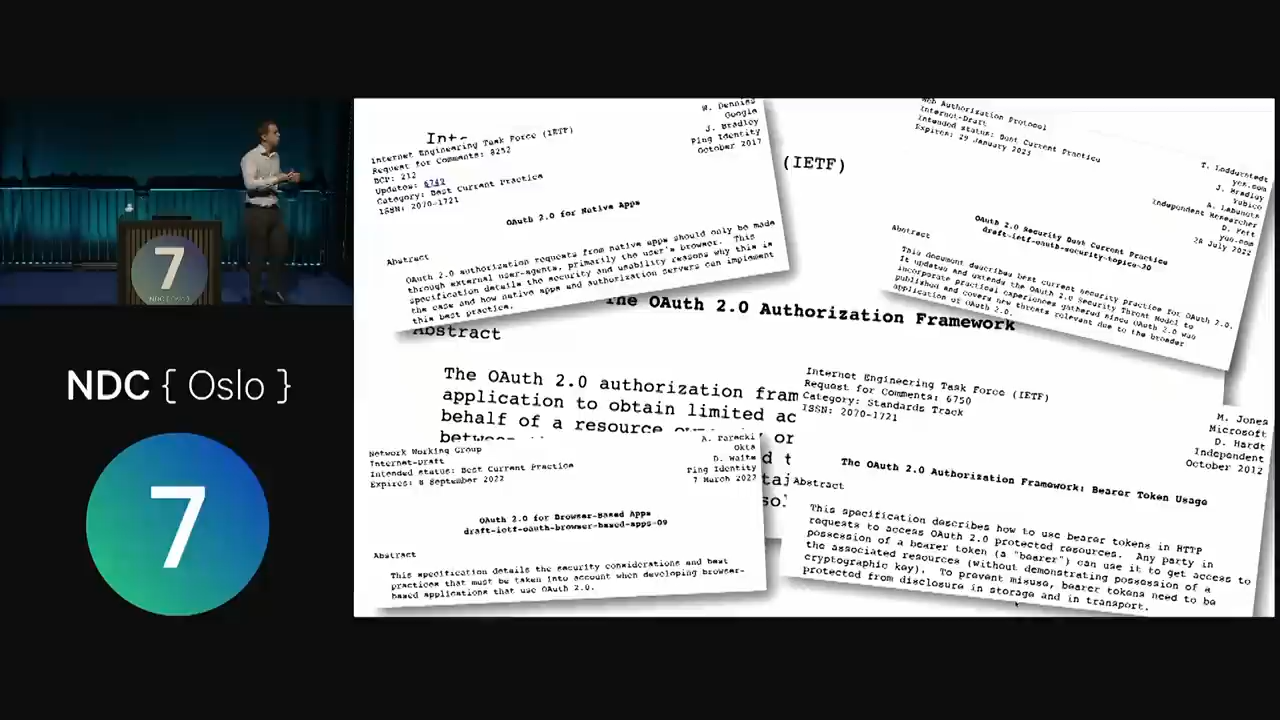 7
NDC { Oslo }
NDC { Oslo }
7
Internet Engineering Task Force (IETF)
Request for Comments: 8252
BCP: 212
Updates: 6749
Category: Best Current Practice
ISSN: 2070-1721
W. Denniss
Google
J. Bradley
Ping Identity
October 2017
OAuth 2.0 for Native Apps
Abstract
OAuth 2.0 authorization requests from native apps should only be made
through external user-agents, primarily the user's browser. This
specification details the security and usability reasons why this is
the case and how native apps and authorization servers can implement
this best practice.
Inte
(IETF)
Web Authorization Protocol
Internet-Draft
Intended status: Best Current Practice
Expires: 29 January 2023
T. Lodderstedt
yes.com
J. Bradley
Yubico
A. Labunets
Independent Researcher
D. Fett
yes.com
28 July 2022
OAuth 2.0 Security Best Current Practice
draft-ietf-oauth-security-topics-20
Abstract
This document describes best current security practice for OAuth 2.0.
It updates and extends the OAuth 2.0 Security Threat Model to
incorporate practical experiences gathered since OAuth 2.0 was
published and covers new threats relevant due to the broader
application of OAuth 2.0.
The OAuth 2.0 Authorization Framework
Abstract
The OAuth 2.0 authorization fram
application to obtain limited ac
behalf of a resource
or
Network Working Group
Internet-Draft
Intended status: Best Current Practice
Expires: 8 September 2022
A. Parecki
Okta
D. Waite
Ping Identity
7 March 2022
OAuth 2.0 for Browser-Based Apps
draft-ietf-oauth-browser-based-apps-09
Abstract
This specification details the security considerations and best
practices that must be taken into account when developing browser-
based applications that use OAuth 2.0.
Internet Engineering Task Force (IETF)
Request for Comments: 6750
Category: Standards Track
ISSN: 2070-1721
M. Jones
Microsoft
D. Hardt
Independent
October 2012
The OAuth 2.0 Authorization Framework: Bearer Token Usage
Abstract
This specification describes how to use bearer tokens in HTTP
requests to access OAuth 2.0 protected resources. Any party in
possession of a bearer token (a "bearer") can use it to get access to
the associated resources (without demonstrating possession of a
cryptographic key). To prevent misuse, bearer tokens need to be
protected from disclosure in storage and in transport.